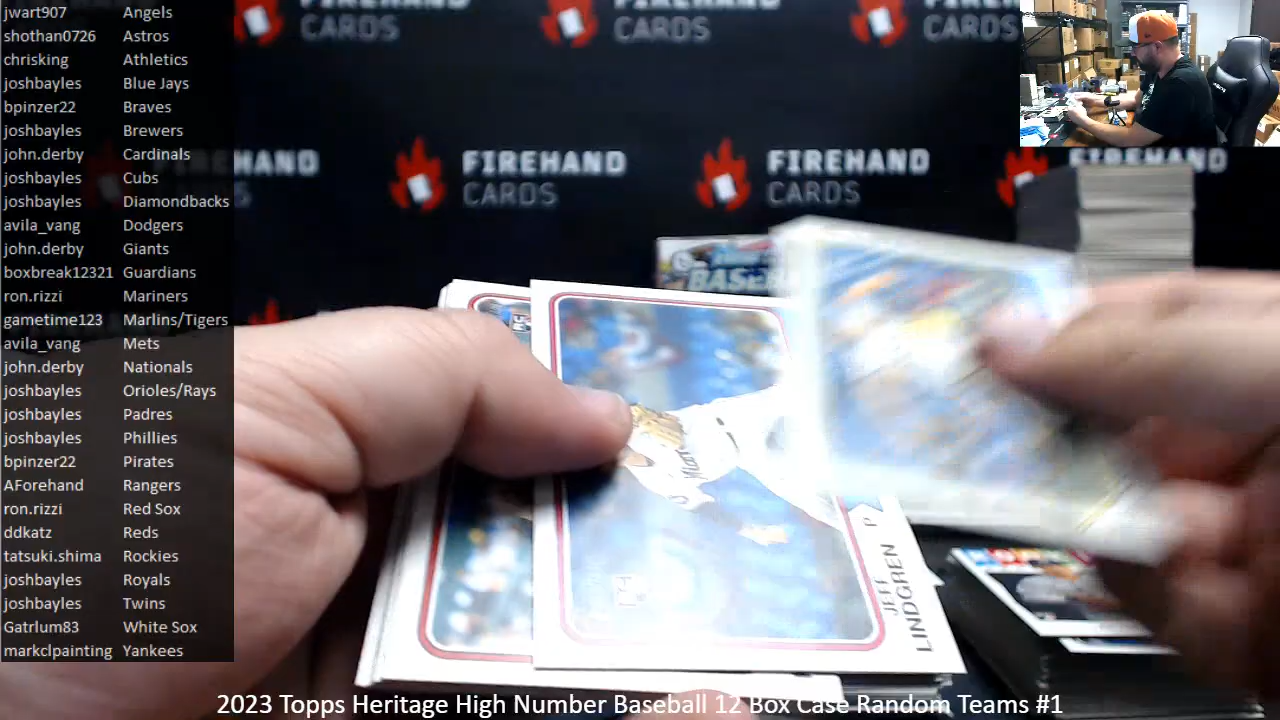 jwart907 Angels
shothan0726 Astros
chrisking Athletics
joshbayles Blue Jays
bpinzer22 Braves
joshbayles Brewers
john.derby Cardinals
joshbayles Cubs
joshbayles Diamondbacks
avila_vang Dodgers
john.derby Giants
boxbreak12321 Guardians
ron.rizzi Mariners
gametime123 Marlins/Tigers
avila_vang Mets
john.derby Nationals
joshbayles Orioles/Rays
joshbayles Padres
joshbayles Phillies
bpinzer22 Pirates
AForehand Rangers
ron.rizzi Red Sox
ddkatz Reds
tatsuki.shima Rockies
joshbayles Royals
joshbayles Twins
Gatrlum83 White Sox
markclpainting Yankees
CARDS
CARDS
CARDS
FIREHAND
CARDS
FIREHAND
CARDS
FIREHAND
JEFF
LINDGREN
P
2023 Topps Heritage High Number Baseball 12 Box Case Random Teams #1